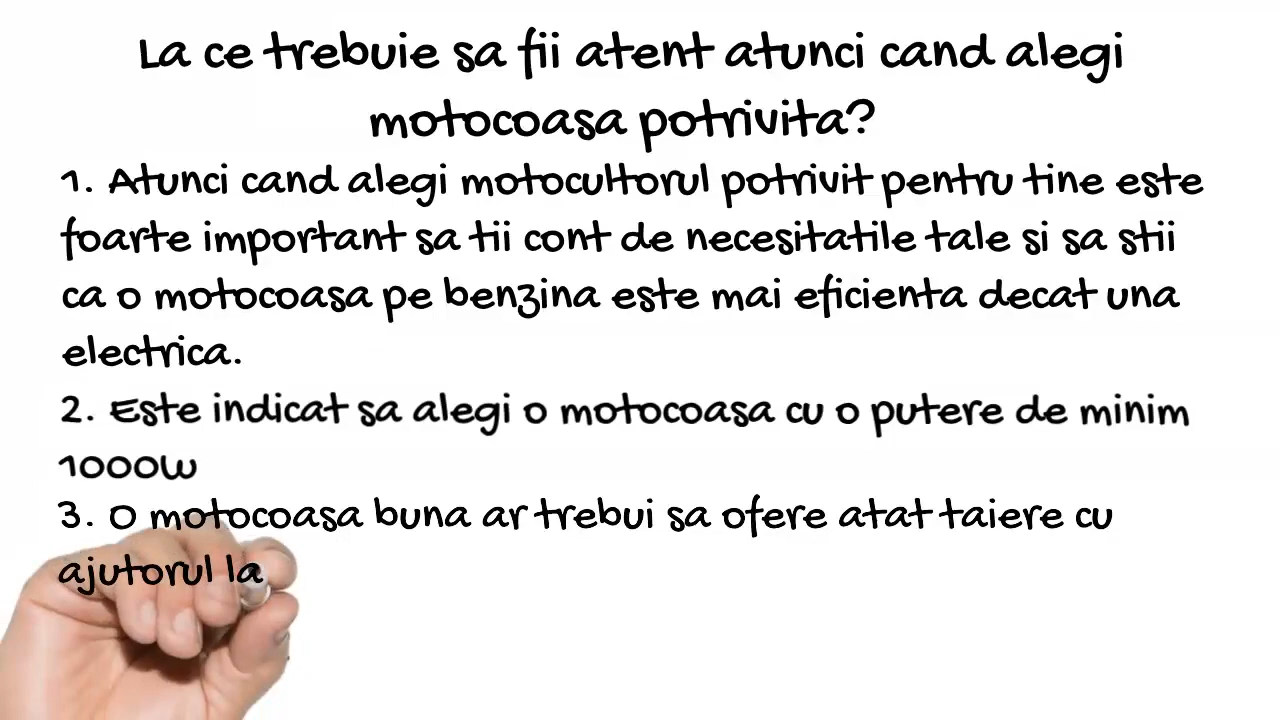 La ce trebuie sa fii atent atunci cand alegi
motocoasa potrivita?
1. Atunci cand alegi motocultorul potrivit pentru tine este
foarte important sa tii cont de necesitatile tale si sa stii
ca o motocoasa pe benzina este mai eficienta decat una
electrica.
2. Este indicat sa alegi o motocoasa cu o putere de minim
1000W
3. O motocoasa buna ar trebui sa ofere atat taiere cu
ajutorul la